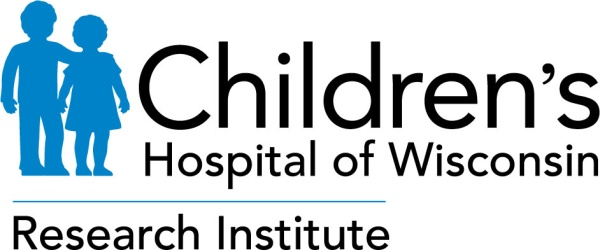 Children's
Hospital of Wisconsin
Research Institute